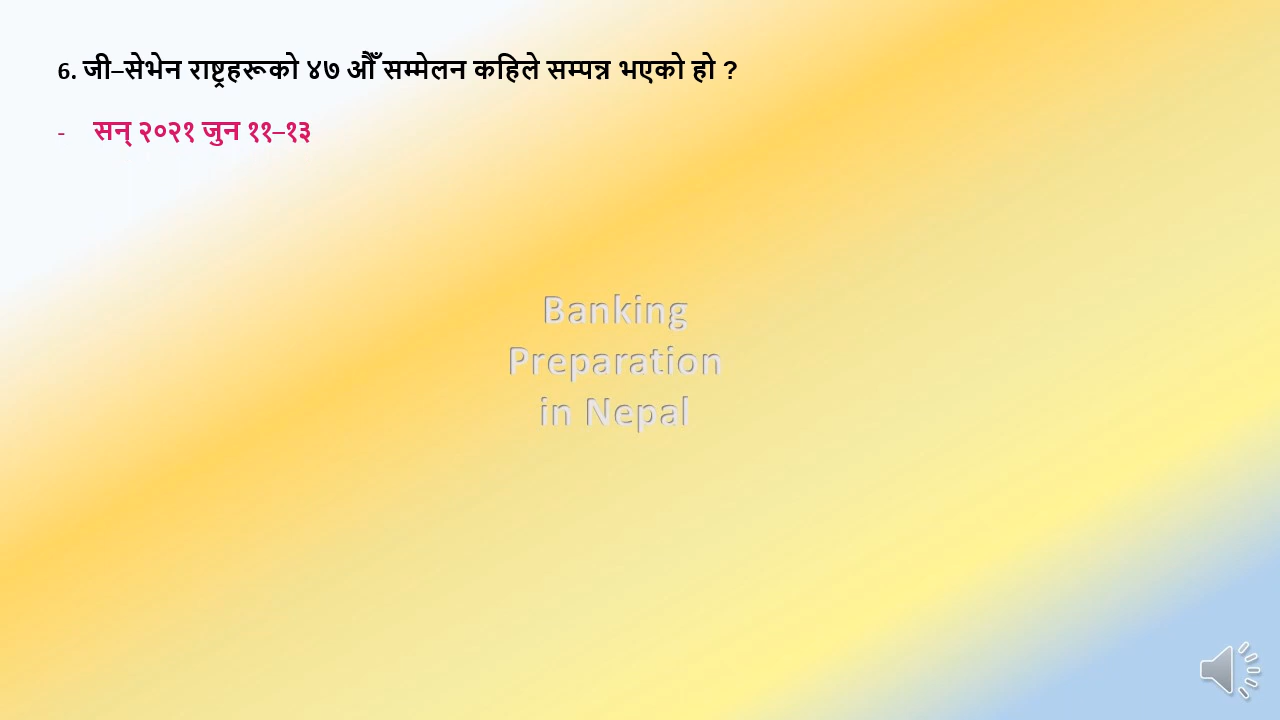 6. जी–सेभेन राष्ट्रहरूको ४७ औँ सम्मेलन कहिले सम्पन्न भएको हो ?
- सन् २०२१ जुन ११–१३
Banking
Preparation
in Nepal